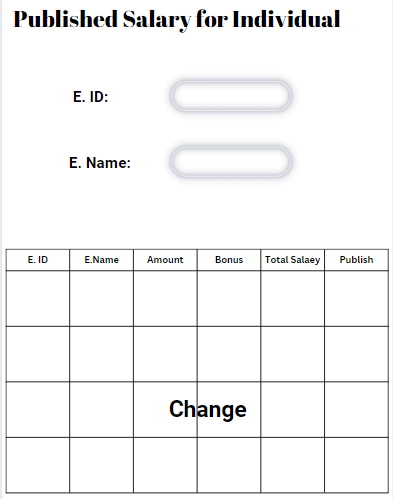 Published Salary for Individual
E. ID:
E. Name:
E. ID E.Name Amount Bonus Total Salaey Publish
Change